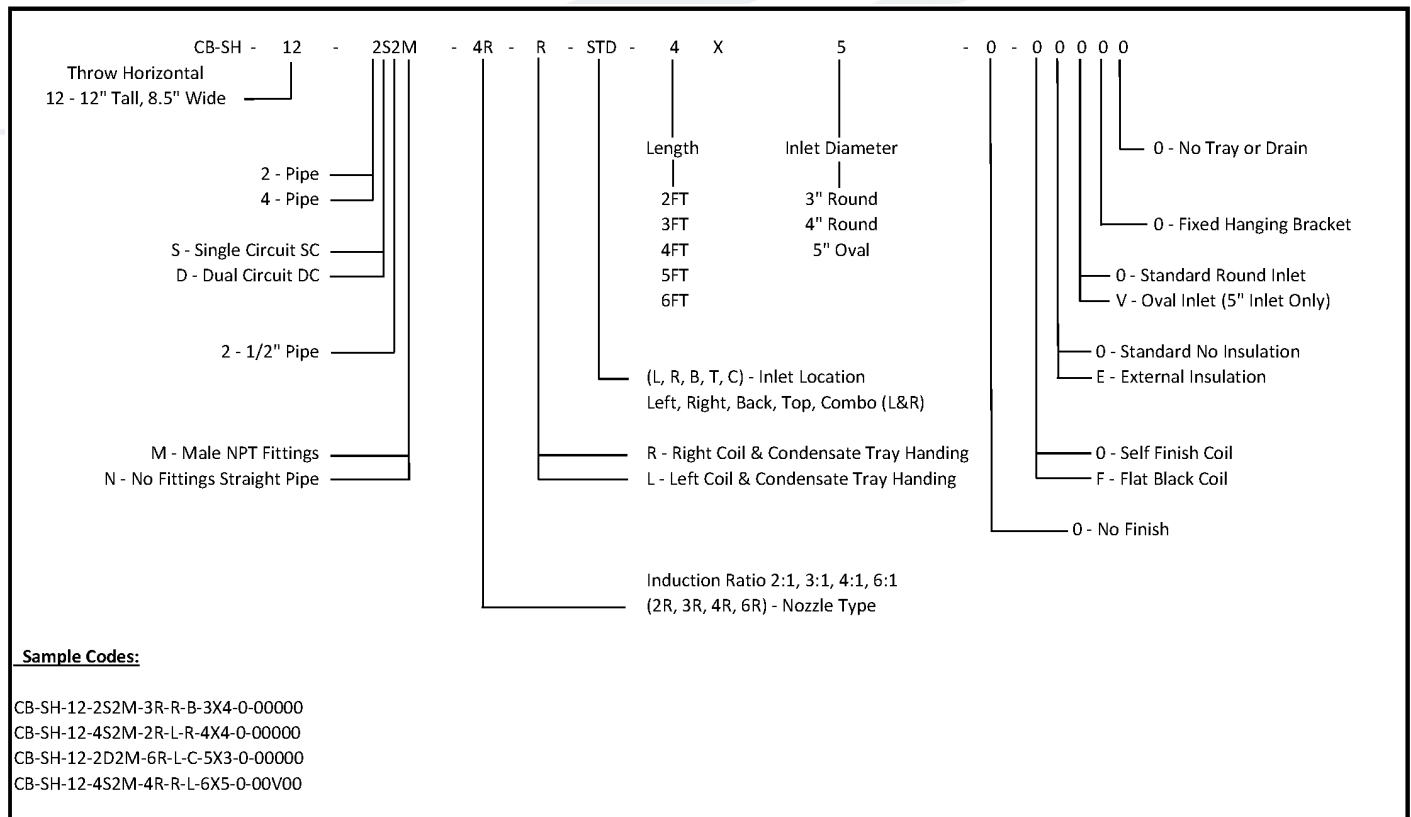 CB-SH - 12 - 2S2M - 4R - R - STD - 4 X 5 - 0 - 0 0 0 0 0
Throw Horizontal
12 - 12" Tall, 8.5" Wide
2 - Pipe
4 - Pipe
S - Single Circuit SC
D - Dual Circuit DC
2 - 1/2" Pipe
M - Male NPT Fittings
N - No Fittings Straight Pipe
Length
2FT
3FT
4FT
5FT
6FT
Inlet Diameter
3" Round
4" Round
5" Oval
(L, R, B, T, C) - Inlet Location
Left, Right, Back, Top, Combo (L&R)
R - Right Coil & Condensate Tray Handing
L - Left Coil & Condensate Tray Handing
Induction Ratio 2:1, 3:1, 4:1, 6:1
(2R, 3R, 4R, 6R) - Nozzle Type
0 - No Tray or Drain
0 - Fixed Hanging Bracket
0 - Standard Round Inlet
V - Oval Inlet (5" Inlet Only)
0 - Standard No Insulation
E - External Insulation
0 - Self Finish Coil
F - Flat Black Coil
0 - No Finish
Sample Codes:
CB-SH-12-2S2M-3R-R-B-3X4-0-00000
CB-SH-12-4S2M-2R-L-R-4X4-0-00000
CB-SH-12-2D2M-6R-L-C-5X3-0-00000
CB-SH-12-4S2M-4R-R-L-6X5-0-00V00